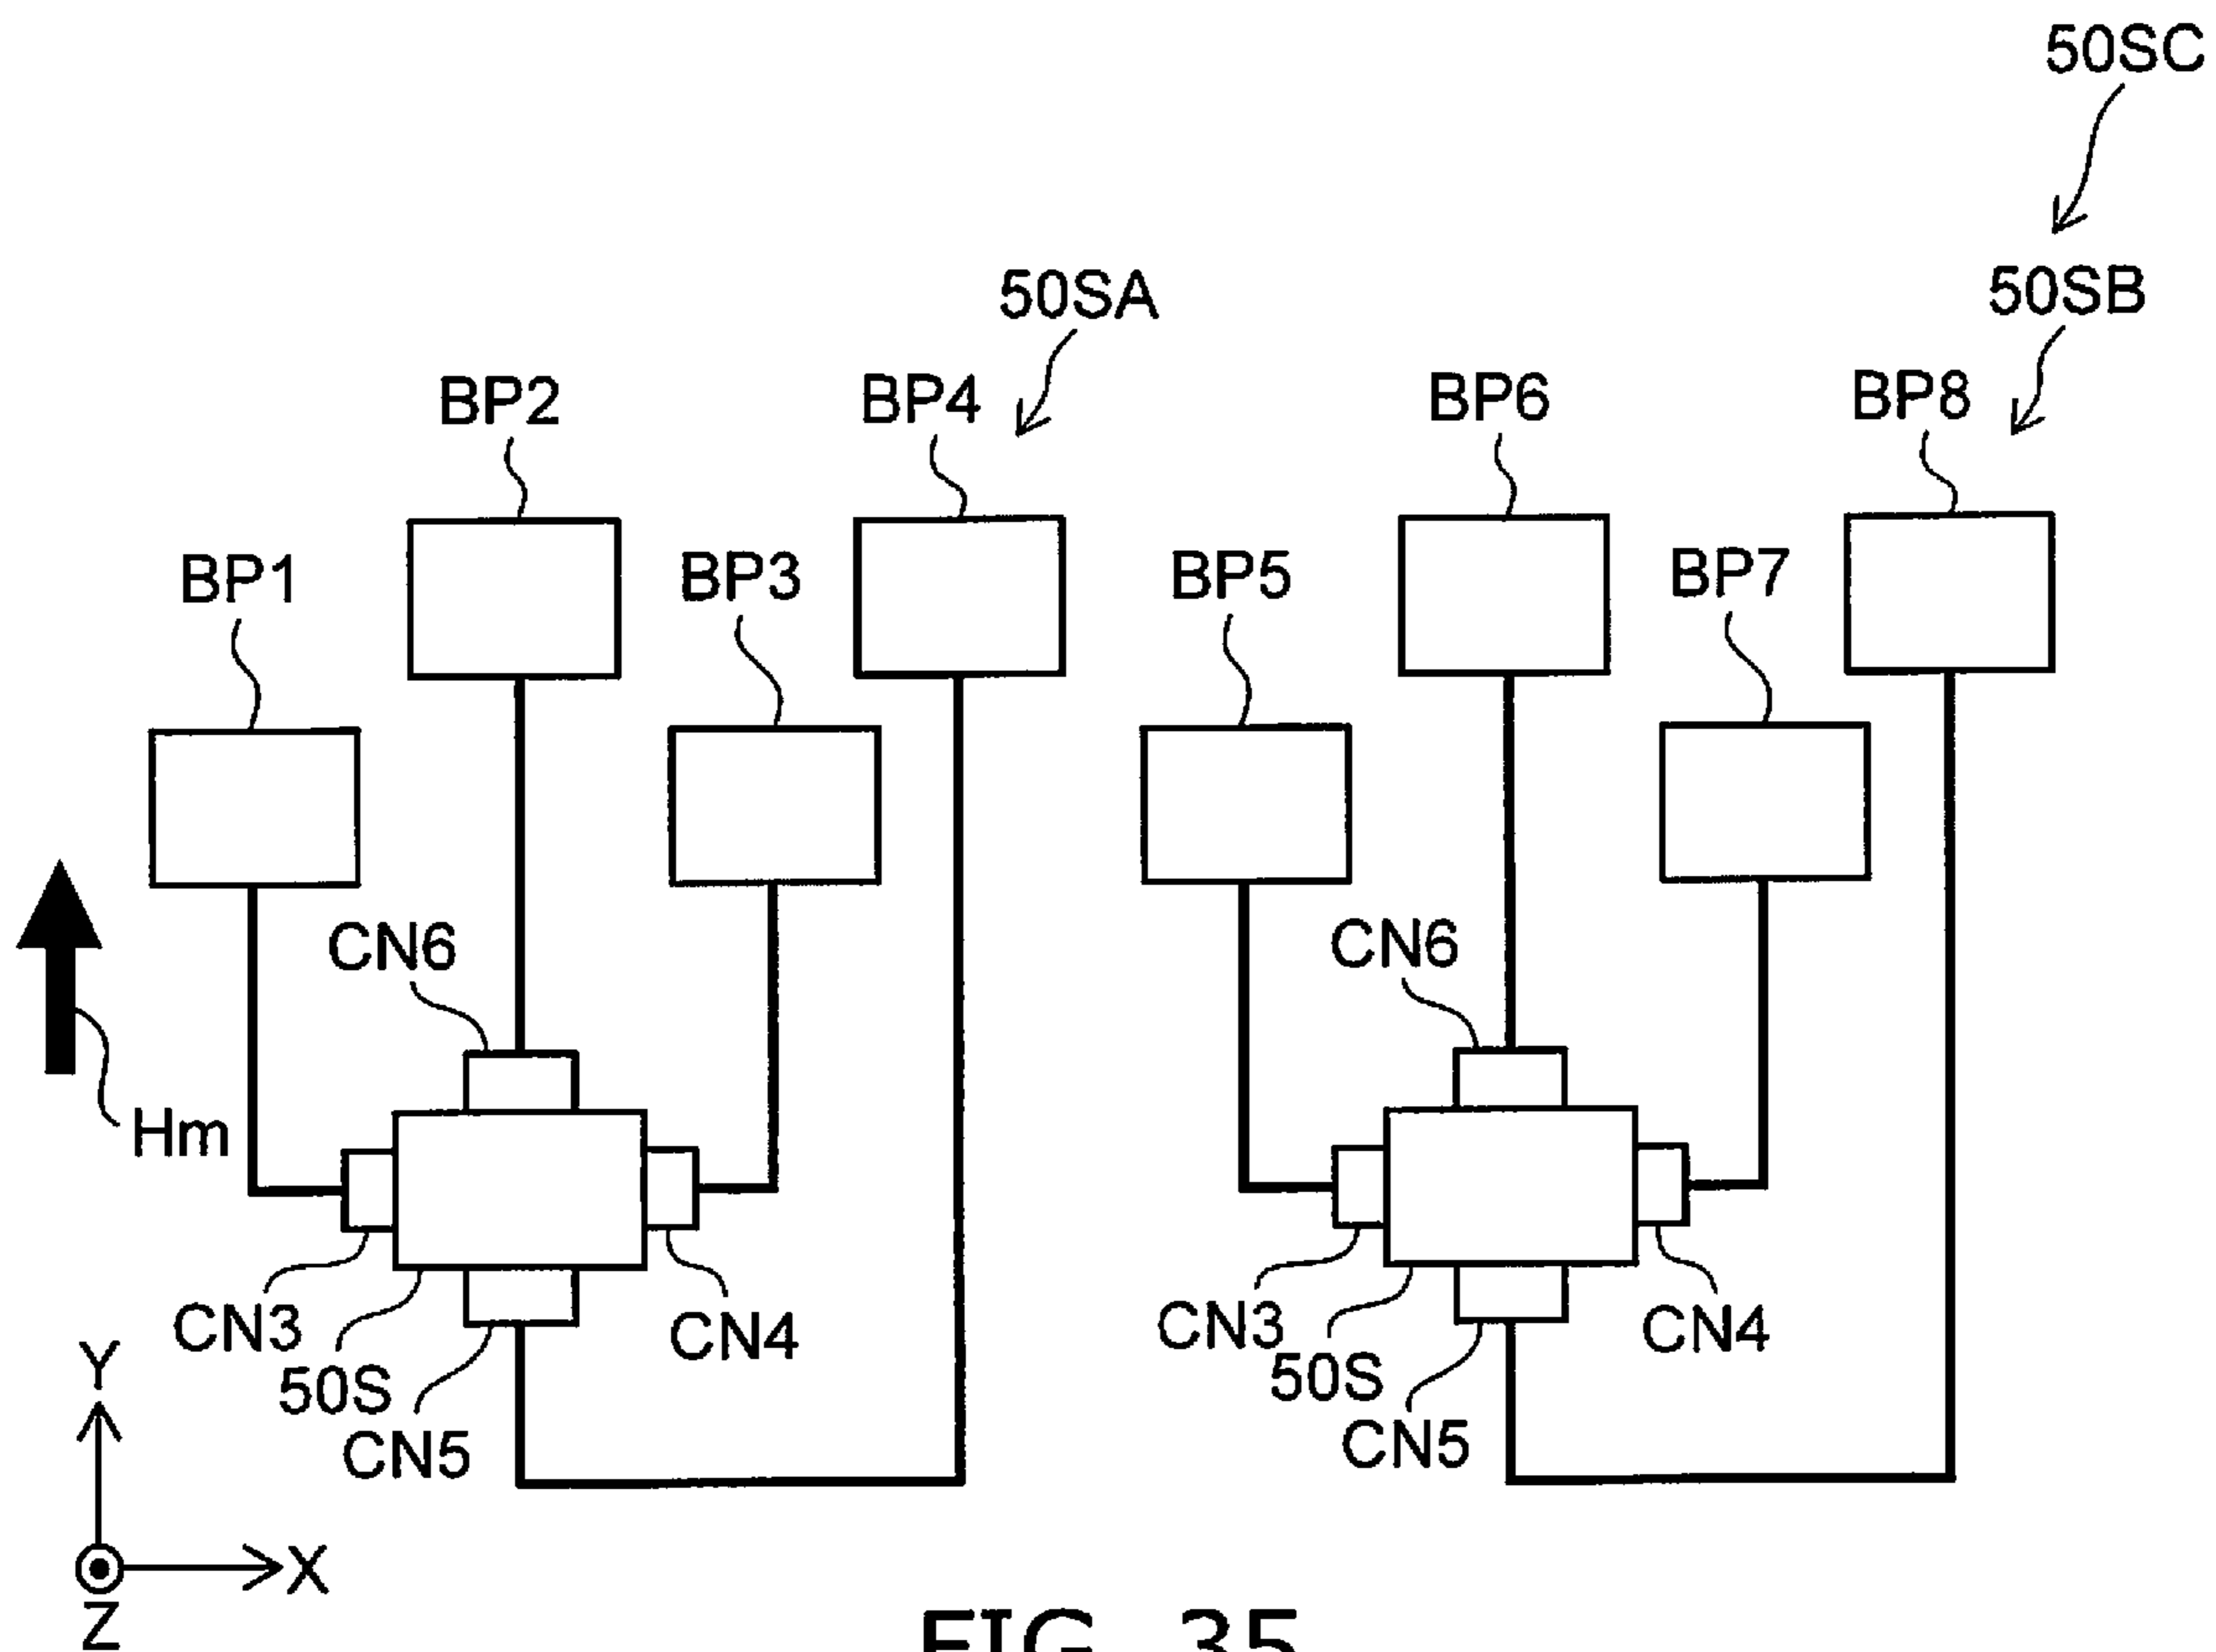 50SC
50SA
50SB
BP2
BP4
BP6
BP8
BP1
BP3
BP5
BP7
CN6
CN6
Hm
CN3
CN4
CN3
CN4
50S
50S
CN5
CN5
Y
X
Z
FIG. 35